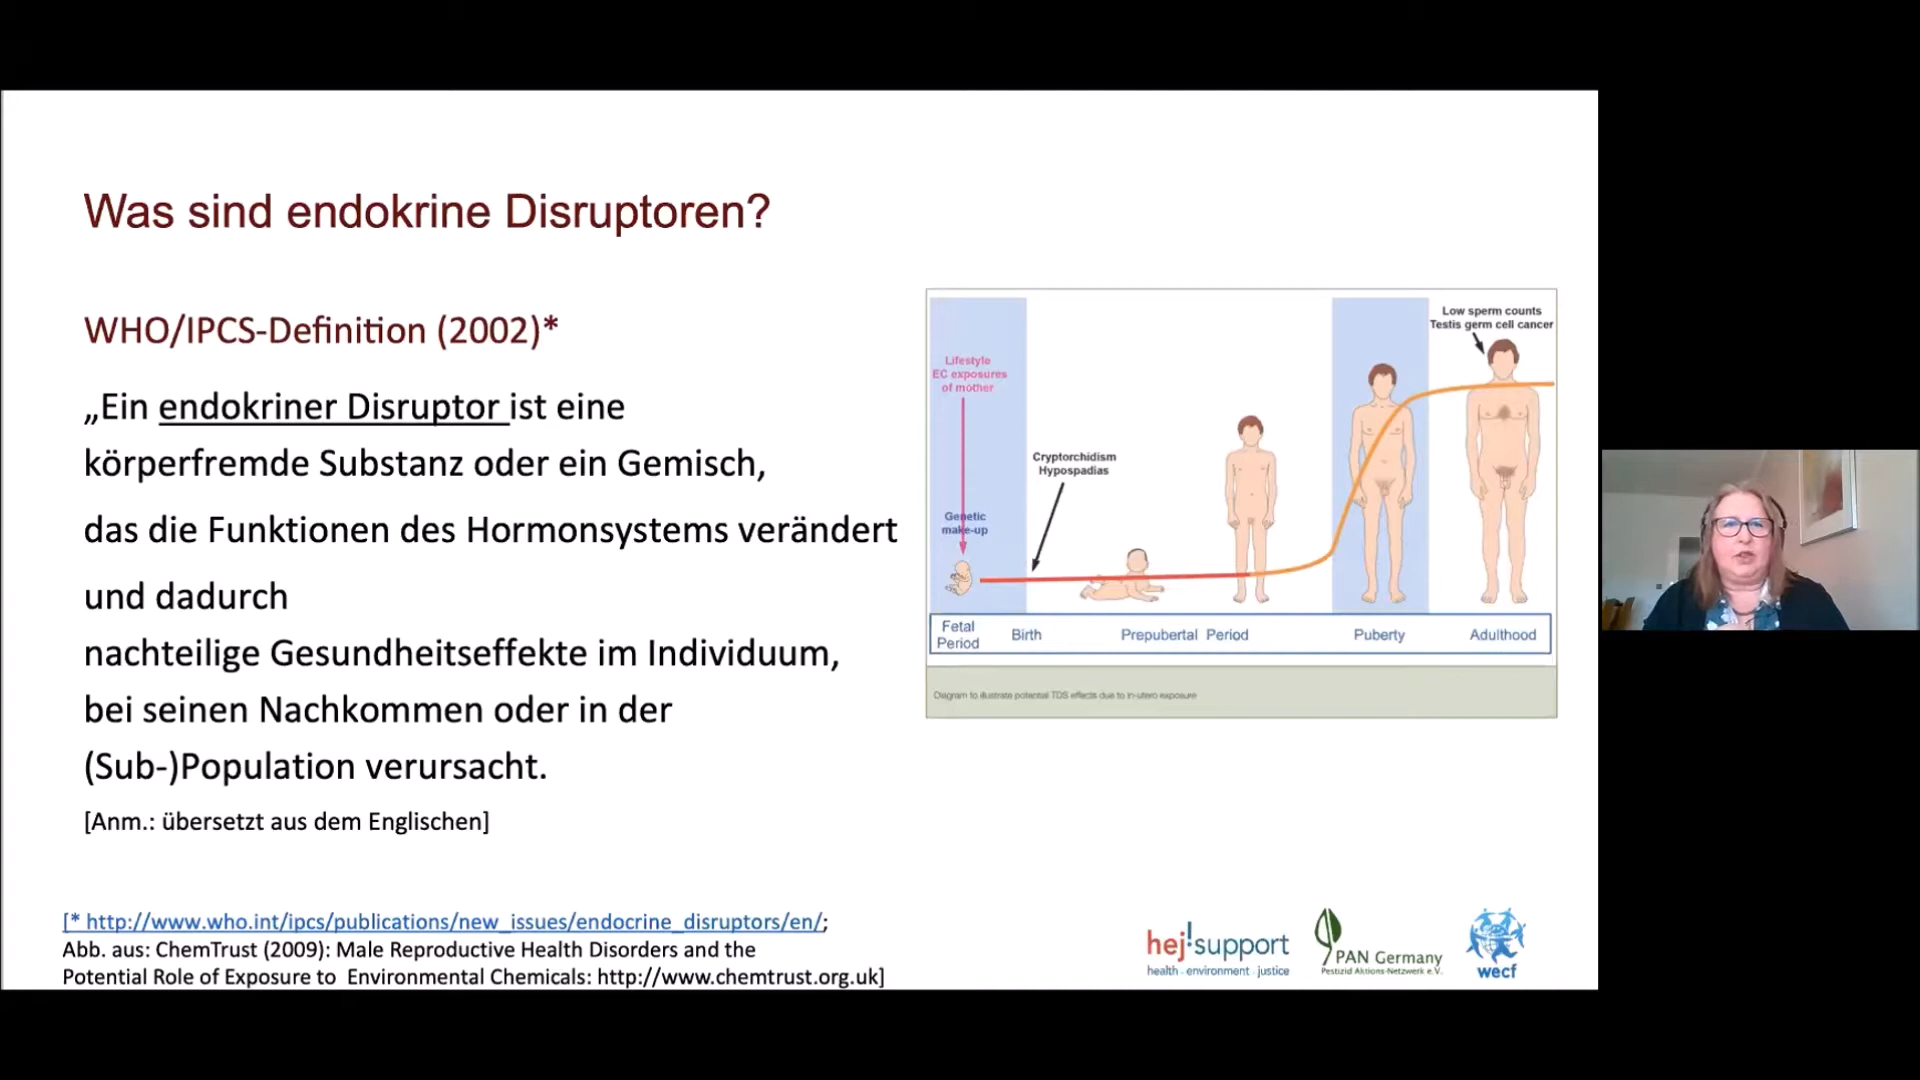 Was sind endokrine Disruptoren?
WHO/IPCS-Definition (2002)*
„Ein endokriner Disruptor ist eine
körperfremde Substanz oder ein Gemisch,
das die Funktionen des Hormonsystems verändert
und dadurch
nachteilige Gesundheitseffekte im Individuum,
bei seinen Nachkommen oder in der
(Sub-)Population verursacht.
[Anm.: übersetzt aus dem Englischen]
Low sperm counts
Testis germ cell cancer
Lifestyle
EC exposures
of mother
Cryptorchidism
Hypospadias
Genetic
make-up
Fetal
Period
Birth
Prepubertal Period
Puberty
Adulthood
Diagram to illustrate potential TDS effects due to in-utero exposure
[* http://www.who.int/ipcs/publications/new_issues/endocrine_disruptors/en/;
Abb. aus: ChemTrust (2009): Male Reproductive Health Disorders and the
Potential Role of Exposure to Environmental Chemicals: http://www.chemtrust.org.uk]
hej!support
health . environment . justice
PAN Germany
Pestizid Aktions-Netzwerk e.V.
wecf